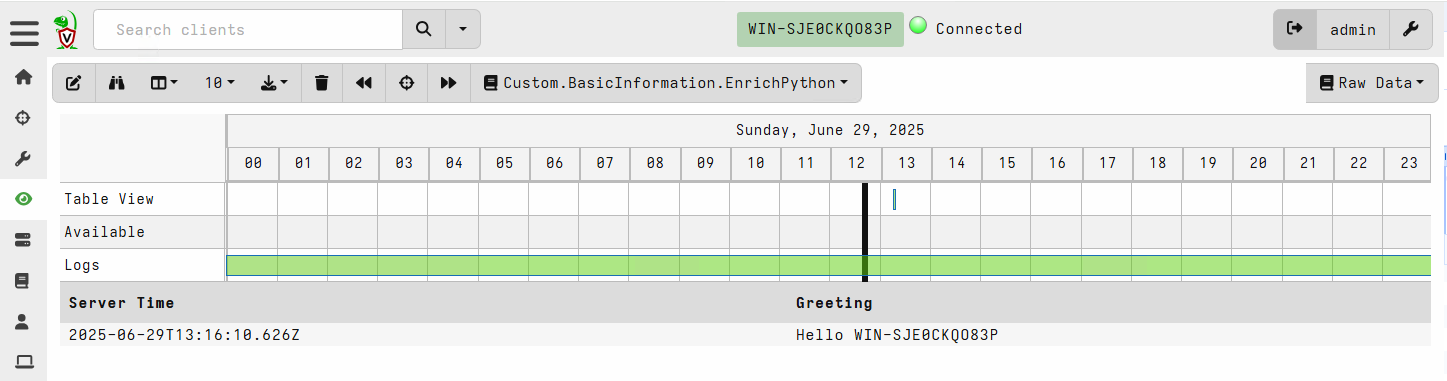 Search clients WIN-SJE0CKQO83P Connected admin
10 Custom.BasicInformation.EnrichPython Raw Data
Sunday, June 29, 2025
00 01 02 03 04 05 06 07 08 09 10 11 12 13 14 15 16 17 18 19 20 21 22 23
Table View
Available
Logs
Server Time Greeting
2025-06-29T13:16:10.626Z Hello WIN-SJE0CKQO83P